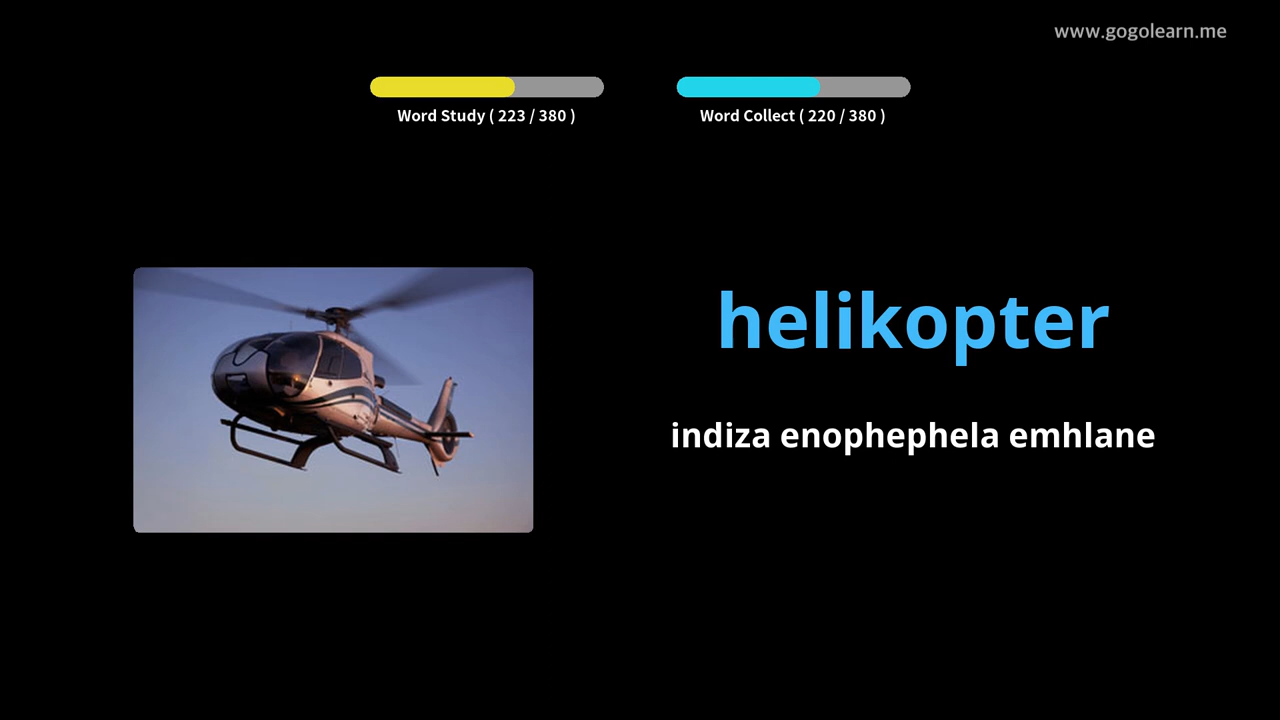 www.gogolearn.me
Word Study ( 223 / 380 )
Word Collect ( 220 / 380 )
helikopter
indiza enophephela emhlane